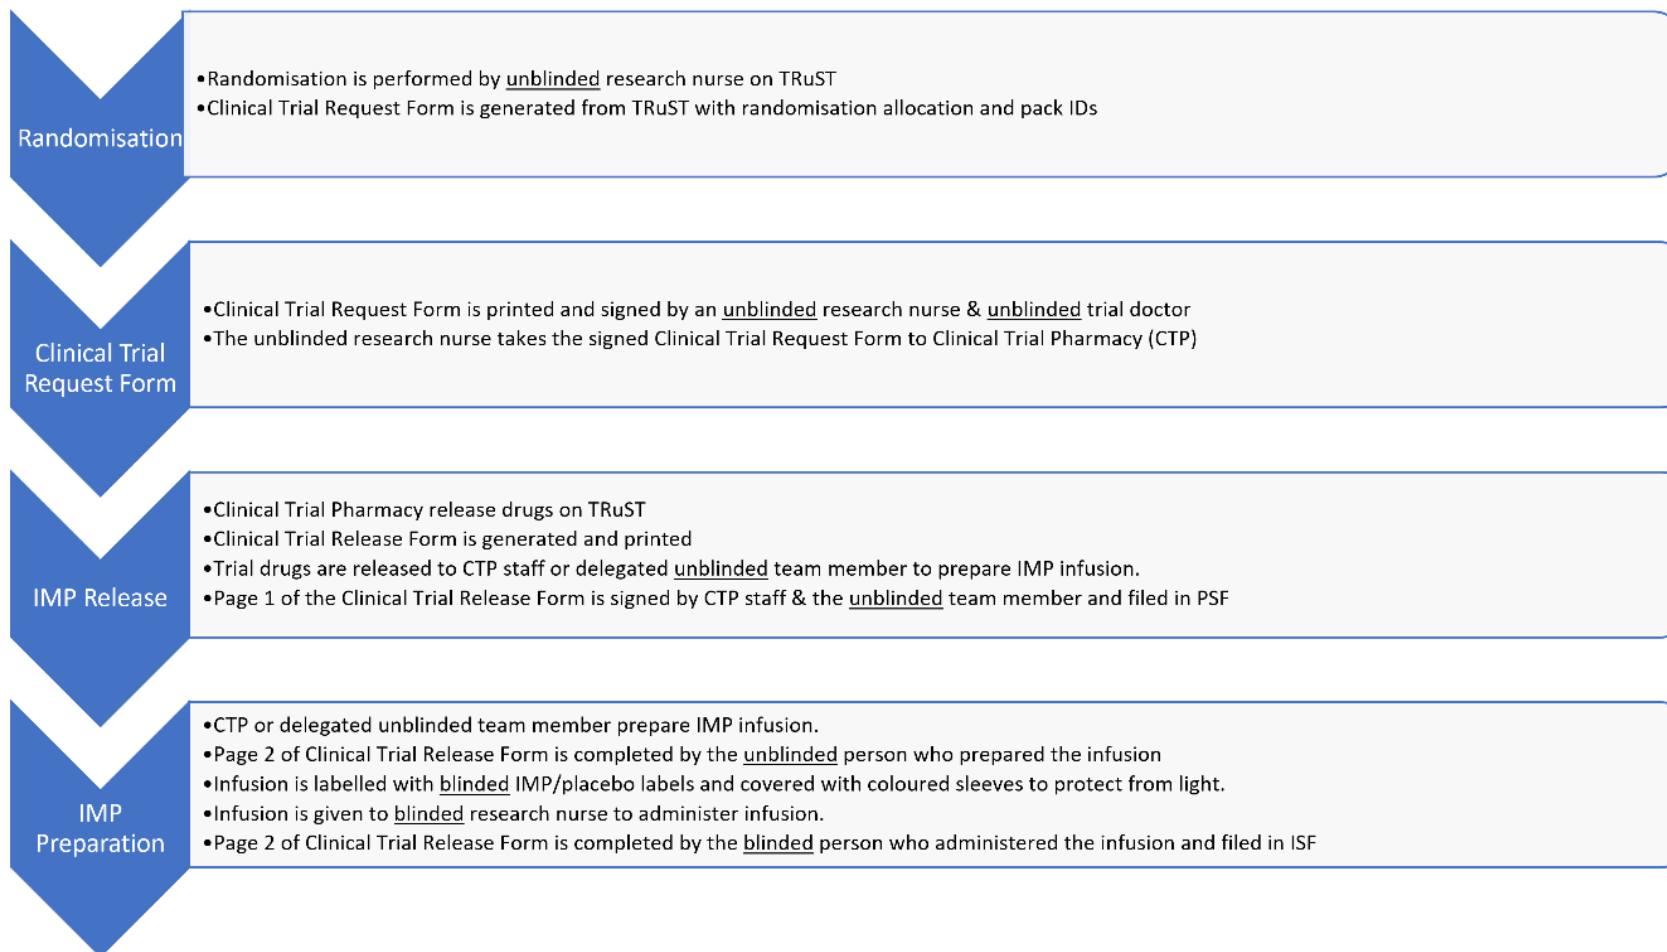 Randomisation
•Randomisation is performed by unblinded research nurse on TRuST
•Clinical Trial Request Form is generated from TRuST with randomisation allocation and pack IDs
Clinical Trial
Request Form
•Clinical Trial Request Form is printed and signed by an unblinded research nurse & unblinded trial doctor
•The unblinded research nurse takes the signed Clinical Trial Request Form to Clinical Trial Pharmacy (CTP)
IMP Release
•Clinical Trial Pharmacy release drugs on TRuST
•Clinical Trial Release Form is generated and printed
•Trial drugs are released to CTP staff or delegated unblinded team member to prepare IMP infusion.
•Page 1 of the Clinical Trial Release Form is signed by CTP staff & the unblinded team member and filed in PSF
IMP
Preparation
•CTP or delegated unblinded team member prepare IMP infusion.
•Page 2 of Clinical Trial Release Form is completed by the unblinded person who prepared the infusion
•Infusion is labelled with blinded IMP/placebo labels and covered with coloured sleeves to protect from light.
•Infusion is given to blinded research nurse to administer infusion.
•Page 2 of Clinical Trial Release Form is completed by the blinded person who administered the infusion and filed in ISF